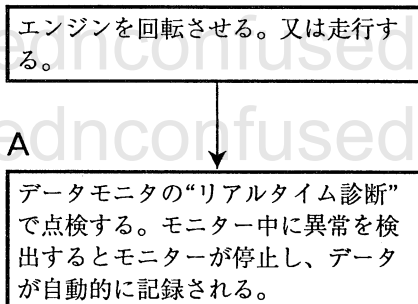 エンジンを回転させる。又は走行す
る。
ednconfused
ednconfused
A
データモニタの“リアルタイム診断”
で点検する。モニター中に異常を検
出するとモニターが停止し、データ
が自動的に記録される。